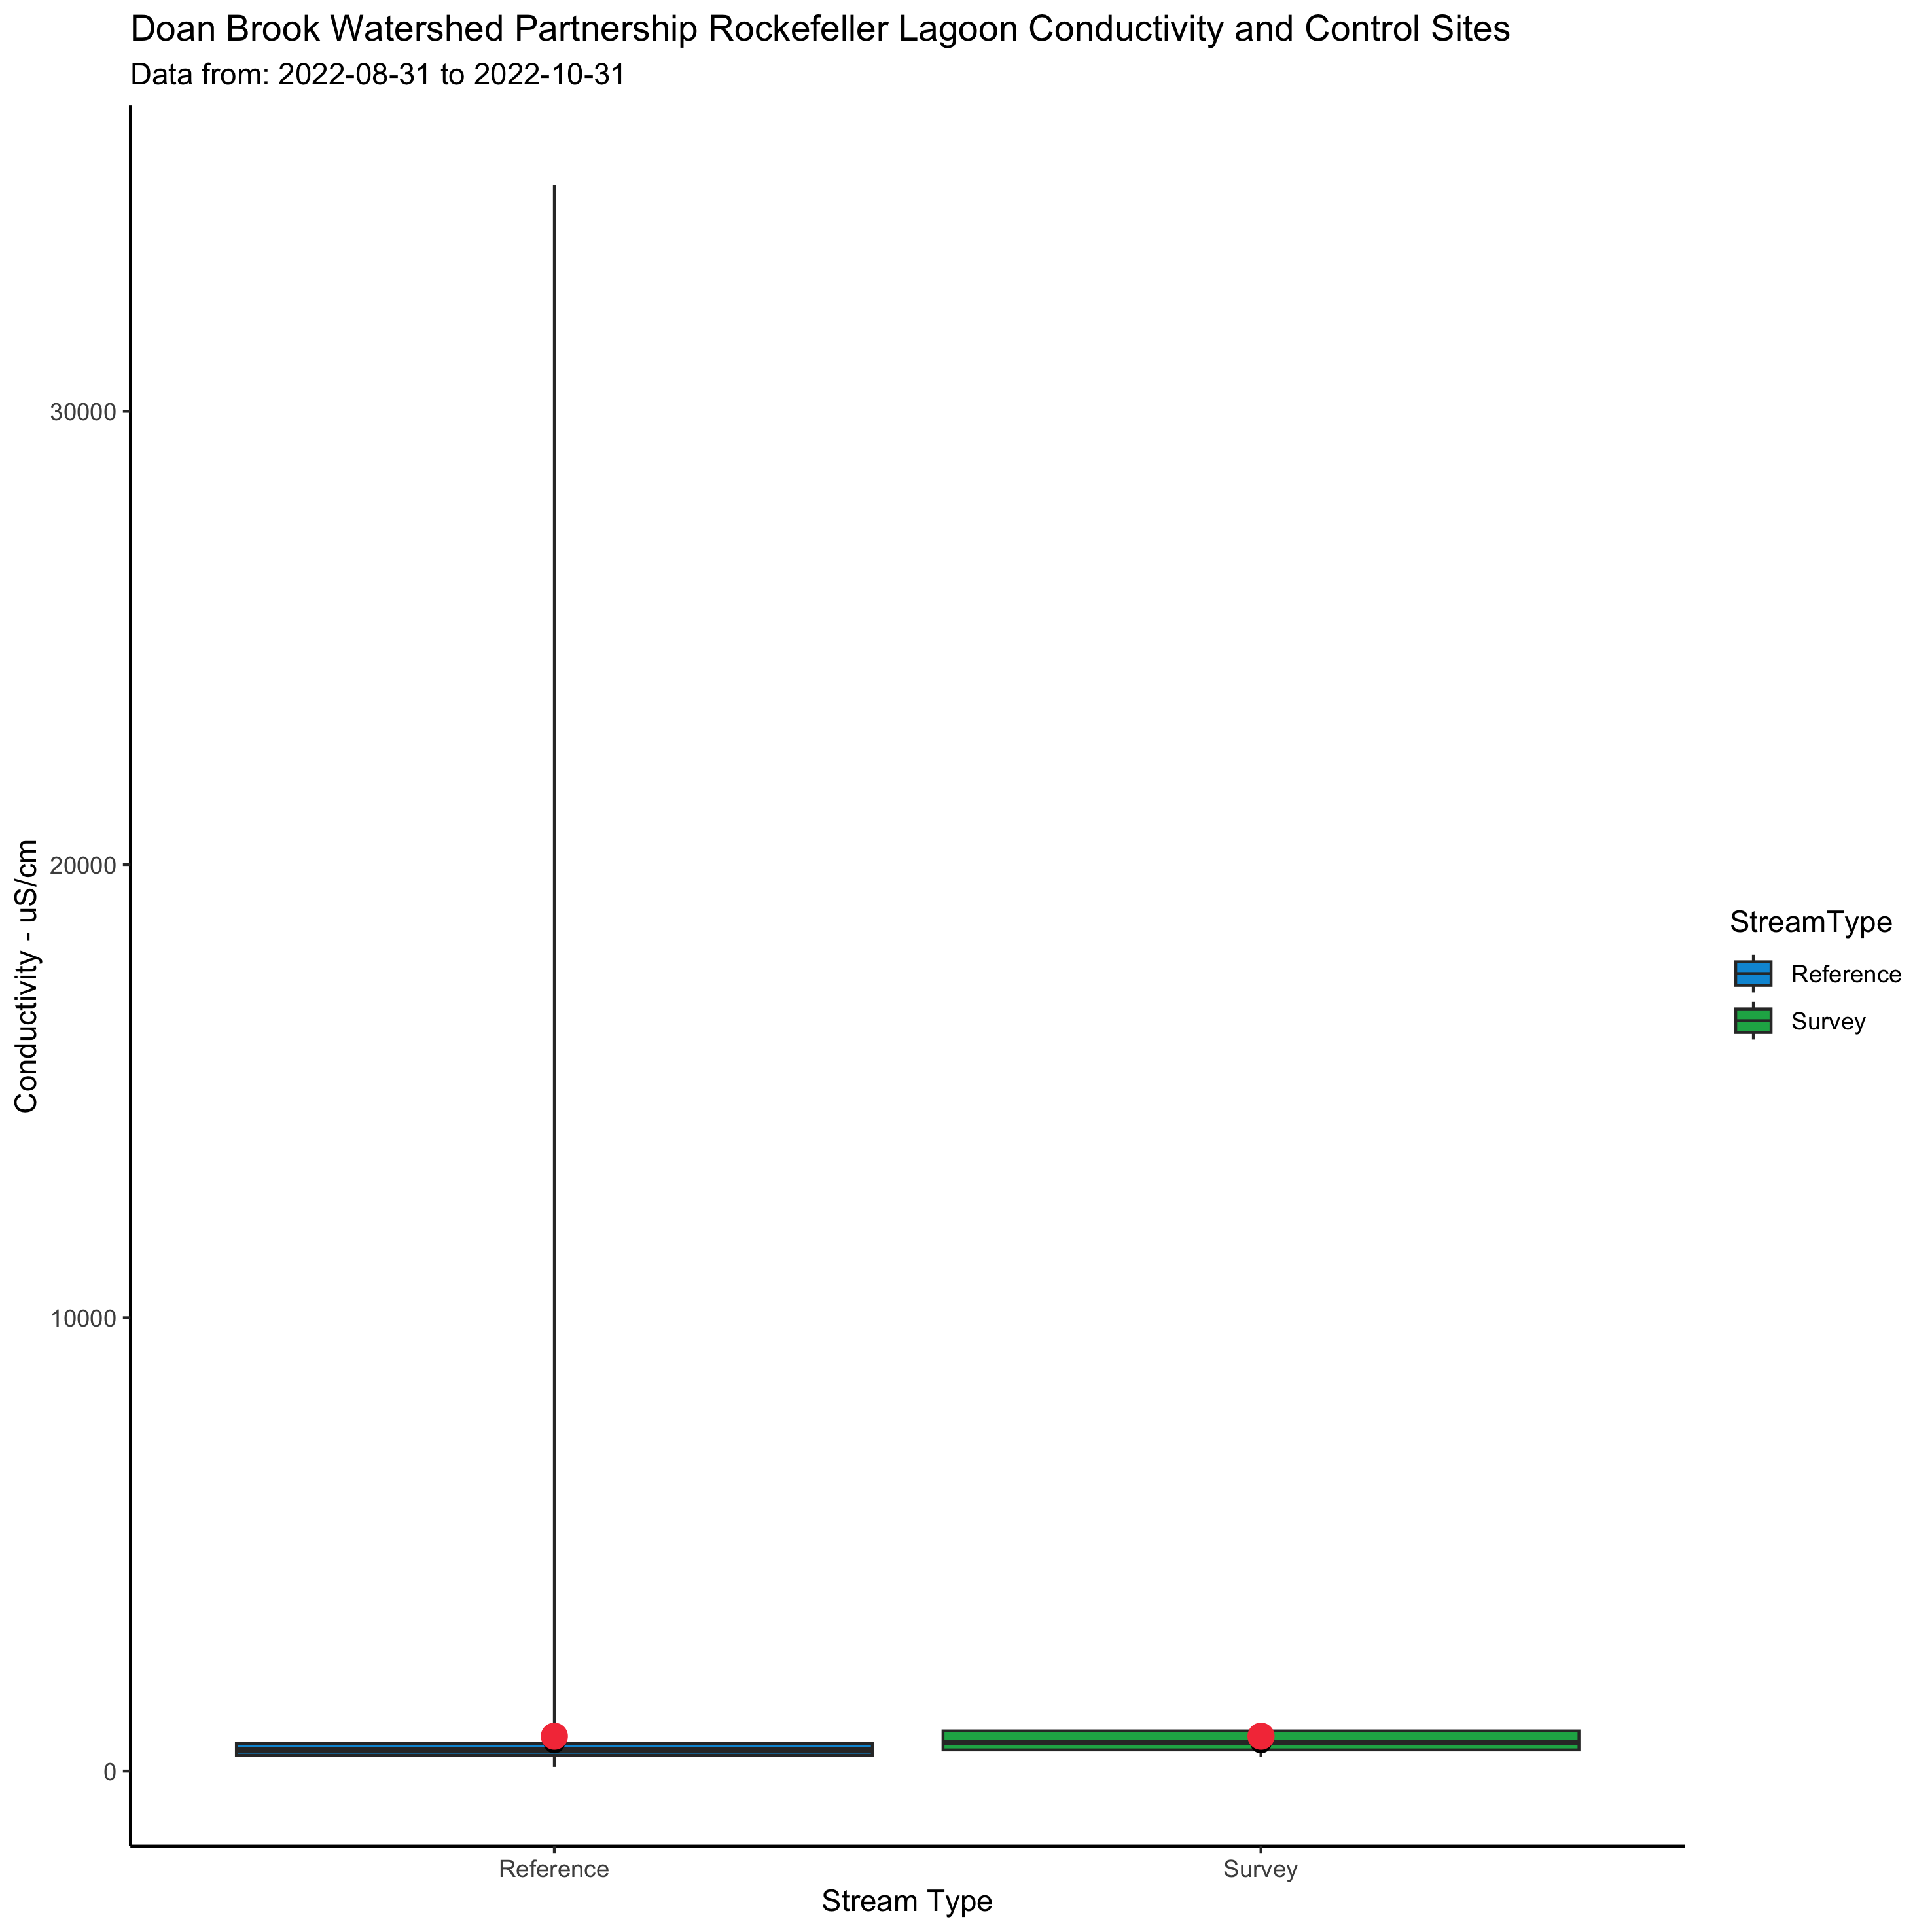 Doan Brook Watershed Partnership Rockefeller Lagoon Conductivity and Control Sites
Data from: 2022-08-31 to 2022-10-31
Conductivity - uS/cm
30000
20000
10000
0
Reference
Survey
Stream Type
StreamType
Reference
Survey